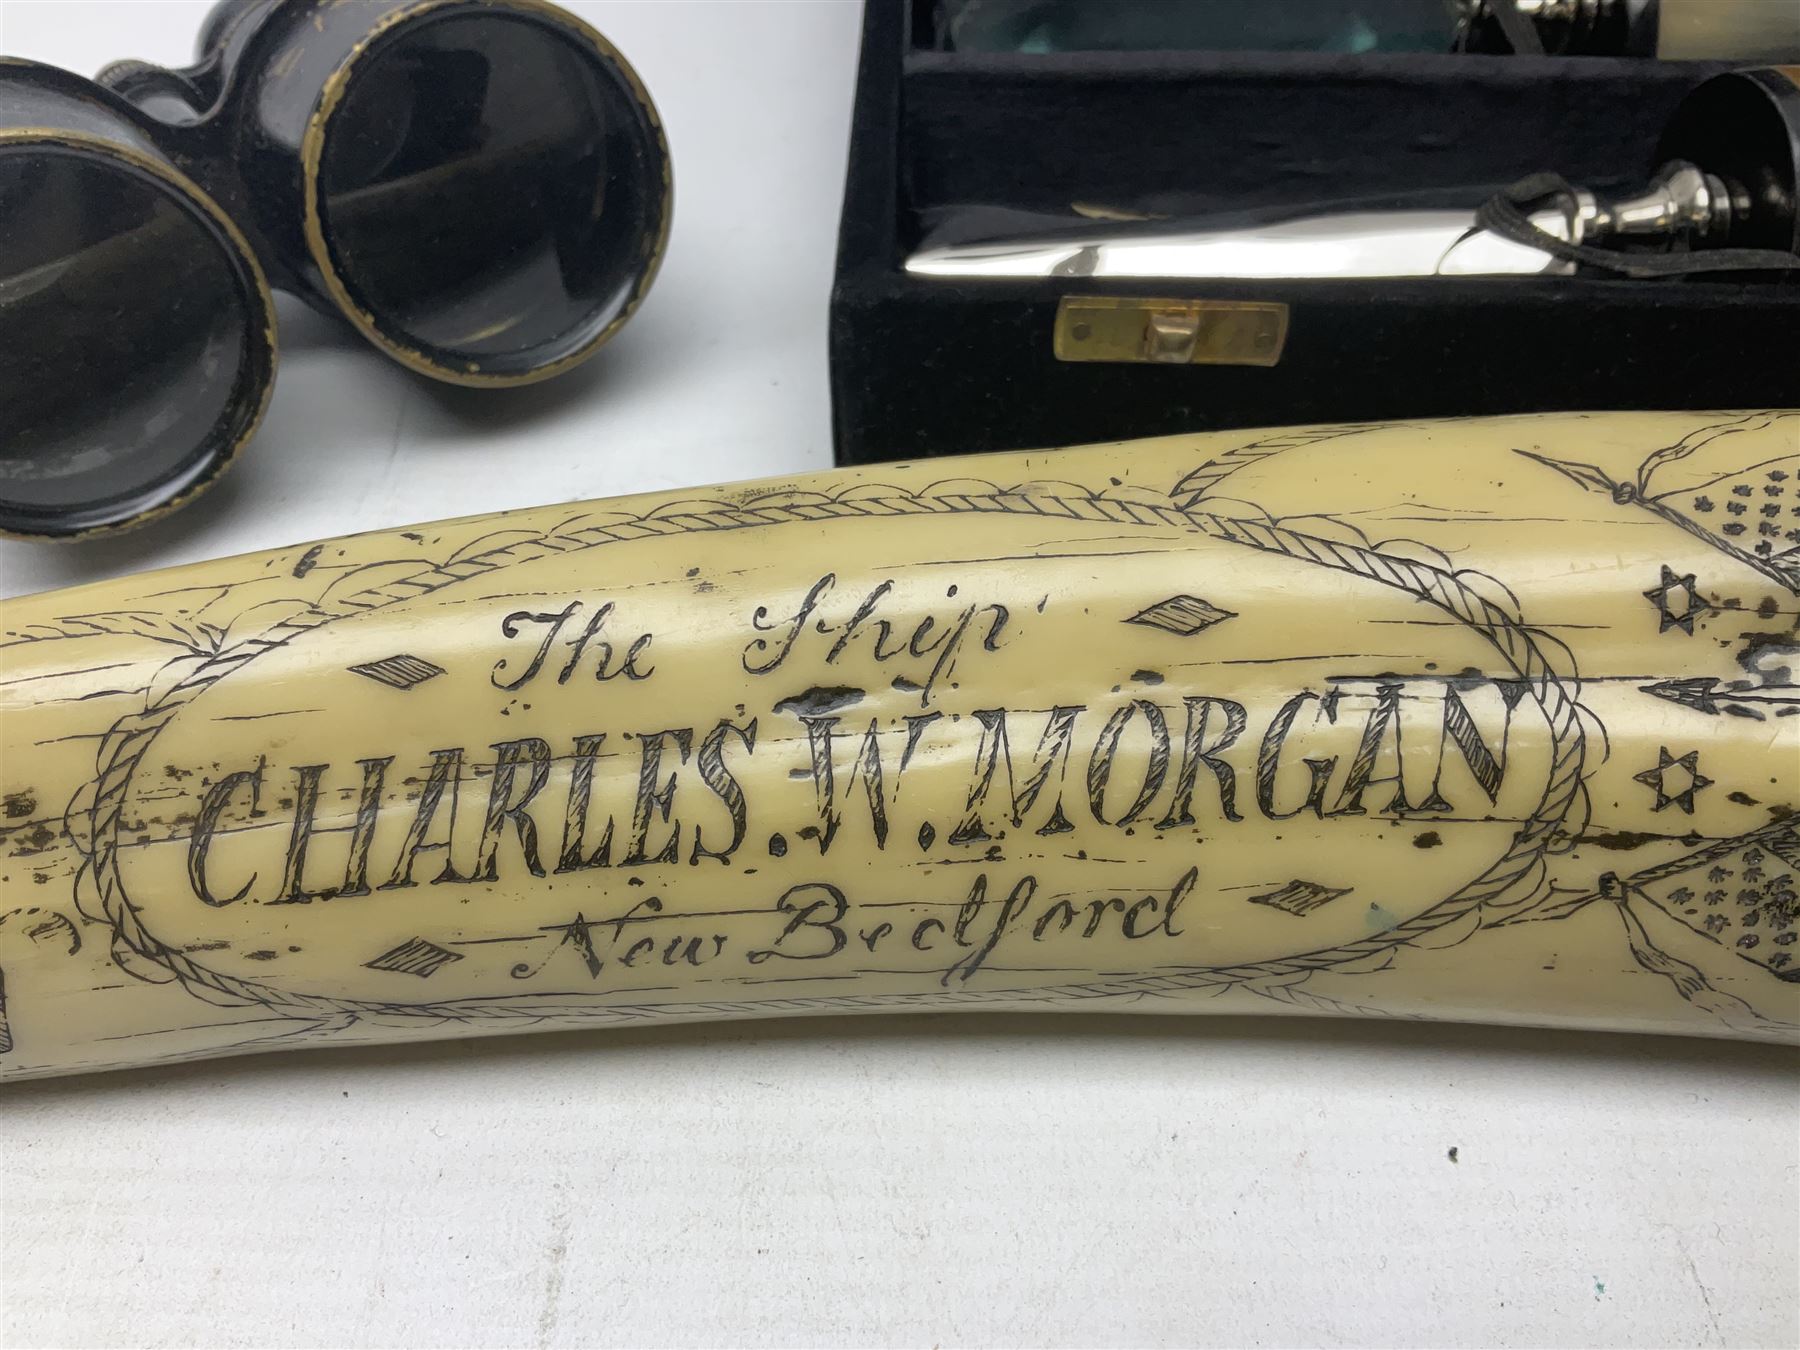 The Ship
CHARLES.W.MORGAN
New Bedford